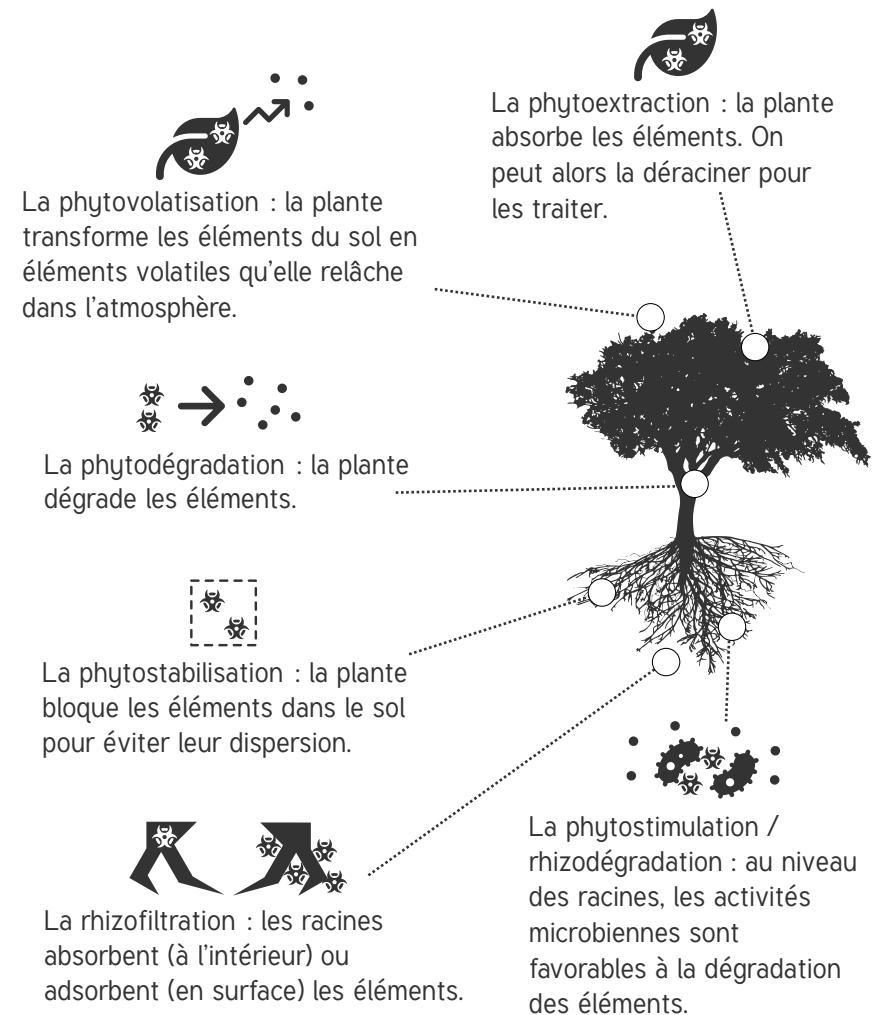 La phytoextraction : la plante
absorbe les éléments. On
peut alors la déraciner pour
les traiter.
La phytovolatisation : la plante
transforme les éléments du sol en
éléments volatiles qu'elle relâche
dans l'atmosphère.
La phytodégradation : la plante
dégrade les éléments.
La phytostabilisation : la plante
bloque les éléments dans le sol
pour éviter leur dispersion.
La phytostimulation /
rhizodégradation : au niveau
des racines, les activités
microbiennes sont
favorables à la dégradation
des éléments.
La rhizofiltration : les racines
absorbent (à l'intérieur) ou
adsorbent (en surface) les éléments.